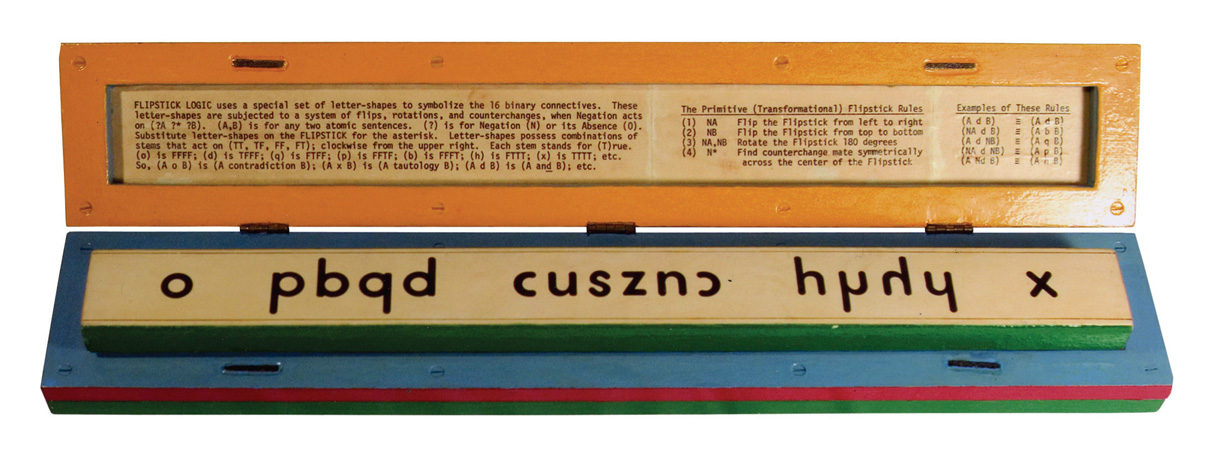 FLIPSTICK LOGIC uses a special set of letter-shapes to symbolize the 16 binary connectives. These
letter-shapes are subjected to a system of flips, rotations, and counterchanges, when Negation acts
on (?A ?* ?B). (A,B) is for any two atomic sentences. (?) is for Negation (N) or its Absence (O).
Substitute letter-shapes on the FLIPSTICK for the asterisk. Letter-shapes possess combinations of
stems that act on (TT, TF, FF, FT); clockwise from the upper right. Each stem stands for (T)rue.
(o) is FFFF; (d) is TFFF; (q) is FTFF; (p) is FFTF; (b) is FFFT; (h) is FTTT; (x) is TTTT; etc.
So, (A o B) is (A contradiction B); (A x B) is (A tautology B); (A d B) is (A and B); etc.
The Primitive (Transformational) Flipstick Rules
(1) NA Flip the Flipstick from left to right
(2) NB Flip the Flipstick from top to bottom
(3) NA,NB Rotate the Flipstick 180 degrees
(4) N* Find counterchange mate symmetrically
across the center of the Flipstick
Examples of These Rules
(A d B) ≡ (A d B)
(NA d B) ≡ (A b B)
(A d NB) ≡ (A q B)
(NA d NB) ≡ (A p B)
(A Nd B) ≡ (A B)
o pbqd cusznɔ hμɥy x